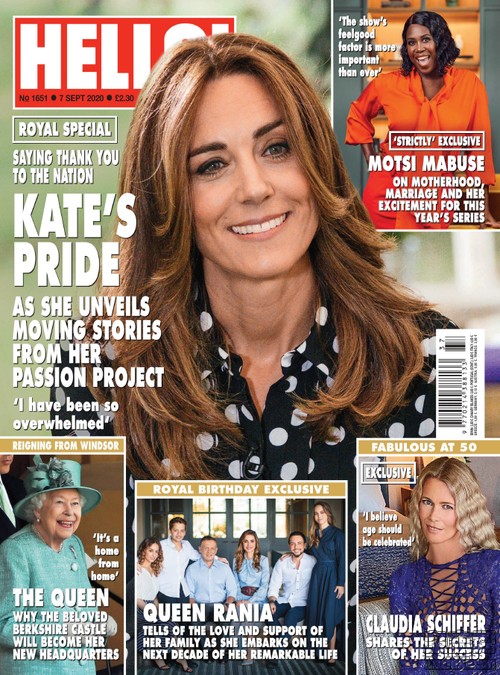 HELLO!
No 1651 ● 7 SEPT 2020 ● £2.30
ROYAL SPECIAL
SAYING THANK YOU
TO THE NATION
KATE'S
PRIDE
AS SHE UNVEILS
MOVING STORIES
FROM HER
PASSION PROJECT
'I have been so
overwhelmed'
'The show's
feelgood
factor is more
important
than ever'
'STRICTLY' EXCLUSIVE
MOTSI MABUSE
ON MOTHERHOOD,
MARRIAGE AND HER
EXCITEMENT FOR THIS
YEAR'S SERIES
37
REIGNING FROM WINDSOR
'It's a
home
from
home'
THE QUEEN
WHY THE BELOVED
BERKSHIRE CASTLE
WILL BECOME HER
NEW HEADQUARTERS
ROYAL BIRTHDAY EXCLUSIVE
QUEEN RANIA
TELLS OF THE LOVE AND SUPPORT OF
HER FAMILY AS SHE EMBARKS ON THE
NEXT DECADE OF HER REMARKABLE LIFE
FABULOUS AT 50
EXCLUSIVE
'I believe
age should
be celebrated'
CLAUDIA SCHIFFER
SHARES THE SECRETS
OF HER SUCCESS